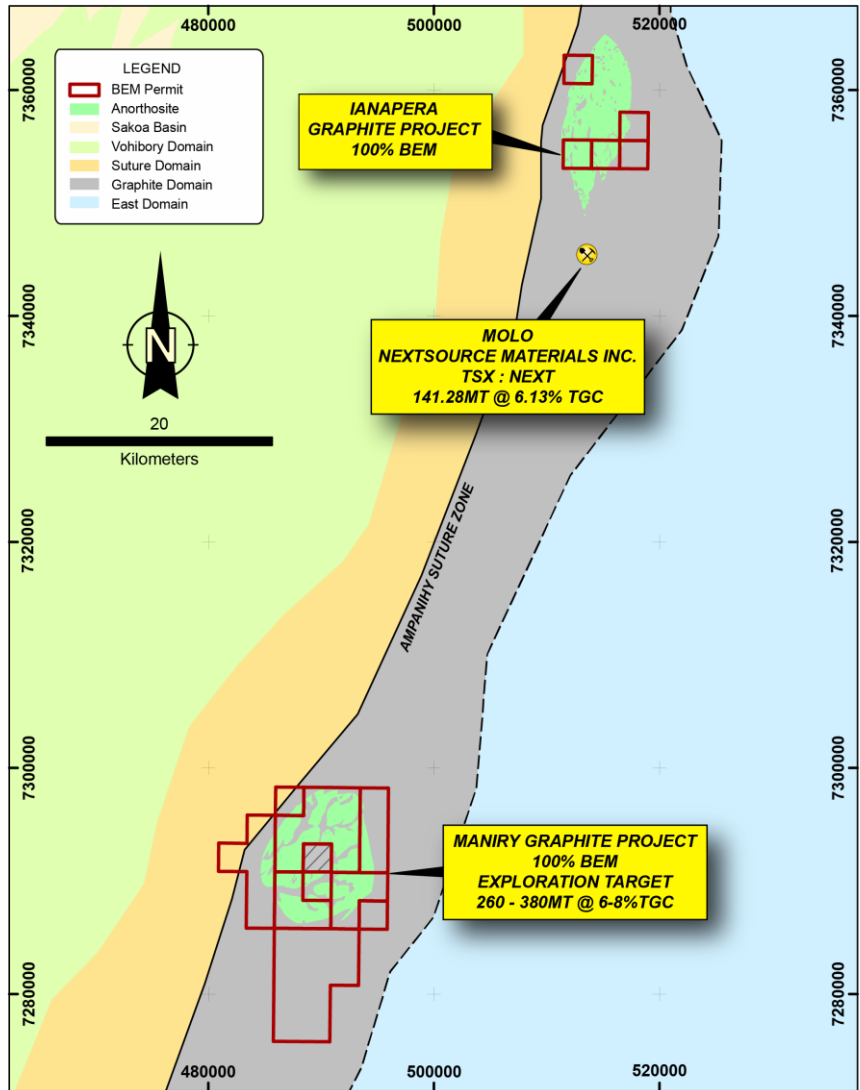 480000
500000
520000
7360000
7360000
LEGEND
BEM Permit
Anorthosite
Sakoa Basin
Vohibory Domain
Suture Domain
Graphite Domain
East Domain
IANAPERA
GRAPHITE PROJECT
100% BEM
N
7340000
7340000
MOLO
NEXTSOURCE MATERIALS INC.
TSX : NEXT
141.28MT @ 6.13% TGC
20
Kilometers
7320000
7320000
AMPANIHY SUTURE ZONE
7300000
7300000
MANIRY GRAPHITE PROJECT
100% BEM
EXPLORATION TARGET
260 - 380MT @ 6-8%TGC
7280000
7280000
480000
500000
520000